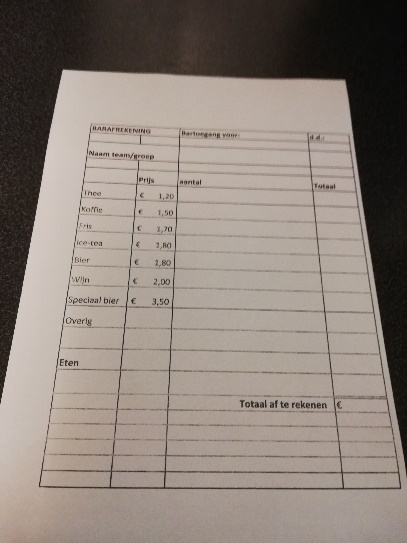 BARAFREKENING Bartoegang voor: d.d.:
Naam team/groep
Prijs aantal Totaal
Thee € 1,20
Koffie € 1,50
Fris € 1,70
Ice-tea € 1,80
Bier € 1,80
Wijn € 2,00
Speciaal bier € 3,50
Overig
Eten
Totaal af te rekenen €